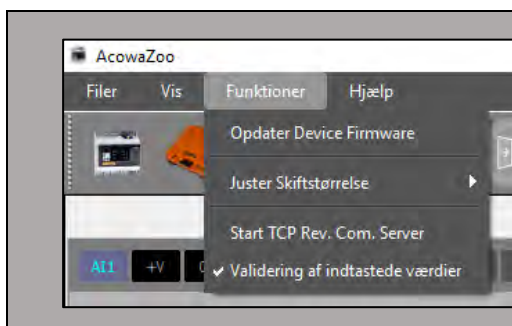 AcowaZoo
Filer Vis Funktioner Hjælp
Opdater Device Firmware
Juster Skiftstørrelse
Start TCP Rev. Com. Server
AI1 +V
Validering af indtastede værdier